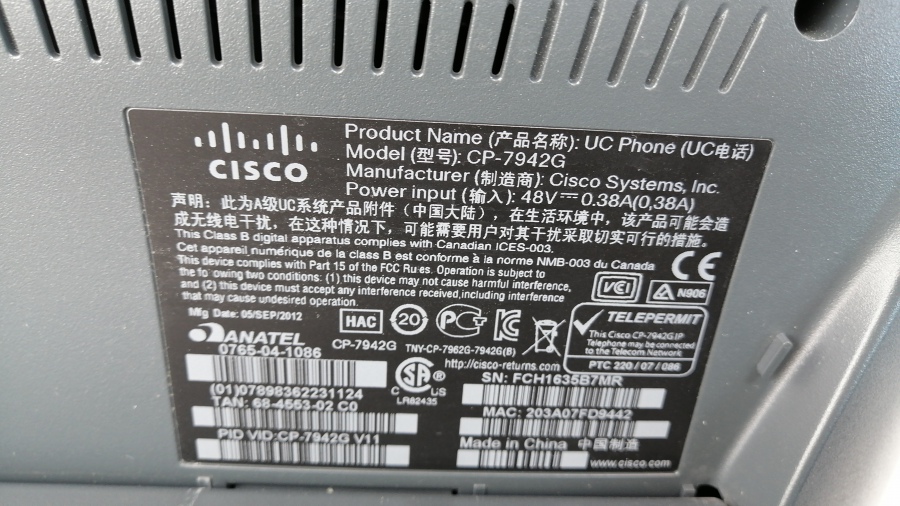 CISCO
Product Name (产品名称): UC Phone (UC电话)
Model (型号): CP-7942G
Manufacturer (制造商): Cisco Systems, Inc.
Power input (输入): 48V⎓0.38A(0,38A)
声明：此为A级UC系统产品附件（中国大陆），在生活环境中，该产品可能会造
成无线电干扰，在这种情况下，可能需要用户对其干扰采取切实可行的措施。
This Class B digital apparatus complies with Canadian ICES-003.
Cet appareil numérique de la class B est conforme à la norme NMB-003 du Canada
This device complies with Part 15 of the FCC Rules. Operation is subject to
the following two conditions: (1) this device may not cause harmful interference,
and (2) this device must accept any interference received,including interference
that may cause undesired operation.
CE
VCI
N906
Mfg Date: 05/SEP/2012
ANATEL
0765-04-1086
HAC
20
CP-7942G
TNY-CP-7962G-7942G(B)
http://cisco-returns.com
TELEPERMIT
This Cisco CP-7942G IP
Telephone may be connected
to the Telecom Network
PTC 220 / 07 / 086
(01)07898362231124
TAN: 68-4553-02 C0
PID VID:CP-7942G V11
SA ®
C US
LR82435
SN: FCH1635B7MR
MAC: 203A07FD9442
Made in China 中国制造
www.cisco.com